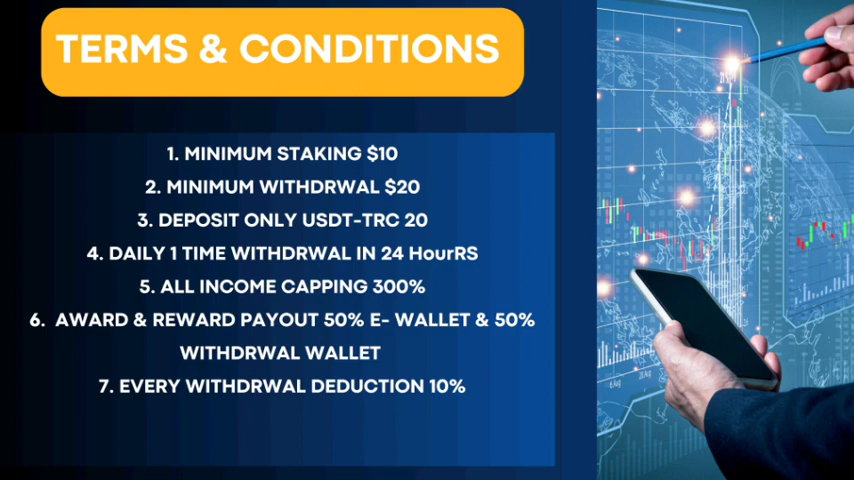 TERMS & CONDITIONS
1. MINIMUM STAKING $10
2. MINIMUM WITHDRWAL $20
3. DEPOSIT ONLY USDT-TRC 20
4. DAILY 1 TIME WITHDRWAL IN 24 HourRS
5. ALL INCOME CAPPING 300%
6. AWARD & REWARD PAYOUT 50% E- WALLET & 50%
WITHDRWAL WALLET
7. EVERY WITHDRWAL DEDUCTION 10%